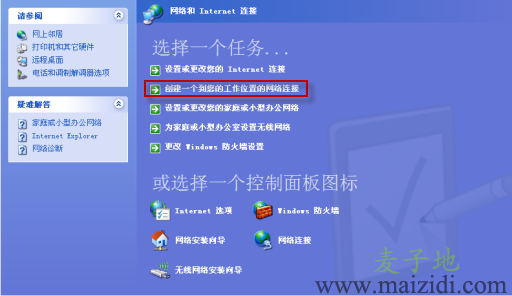 请参阅
网上邻居
打印机和其它硬件
远程桌面
电话和调制解调器选项
疑难解答
家庭或小型办公网络
Internet Explorer
网络诊断
网络和 Internet 连接
选择一个任务...
设置或更改您的 Internet 连接
创建一个到您的工作位置的网络连接
设置或更改您的家庭或小型办公网络
为家庭或小型办公室设置无线网络
更改 Windows 防火墙设置
或选择一个控制面板图标
Internet 选项
Windows 防火墙
网络安装向导
网络连接
无线网络安装向导
麦子地
www.maizidi.com